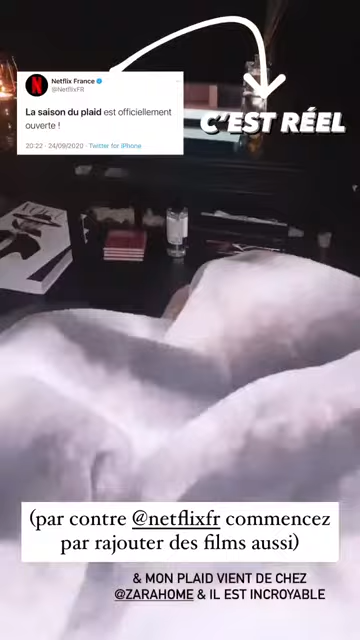 Netflix France
@NetflixFR
La saison du plaid est officiellement
ouverte !
20:22 · 24/09/2020 · Twitter for iPhone
C'EST RÉEL
(par contre @netflixfr commencez
par rajouter des films aussi)
& MON PLAID VIENT DE CHEZ
@ZARAHOME & IL EST INCROYABLE